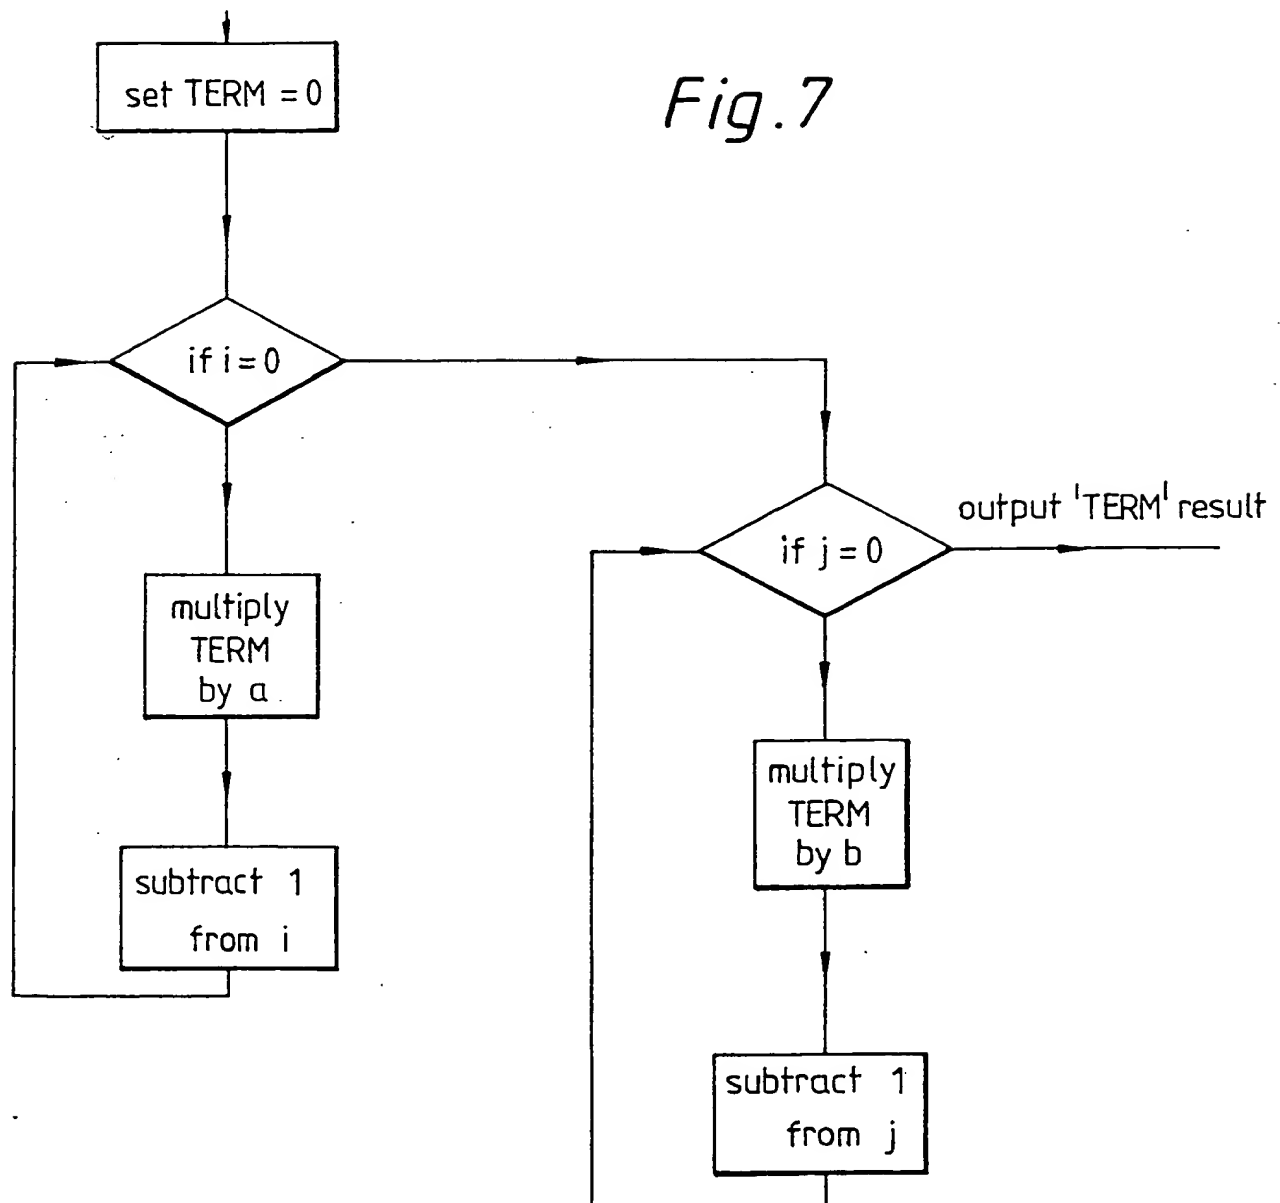 set TERM = 0
Fig. 7
if i = 0
output 'TERM' result
if j = 0
multiply
TERM
by a
multiply
TERM
by b
subtract 1
from i
subtract 1
from j